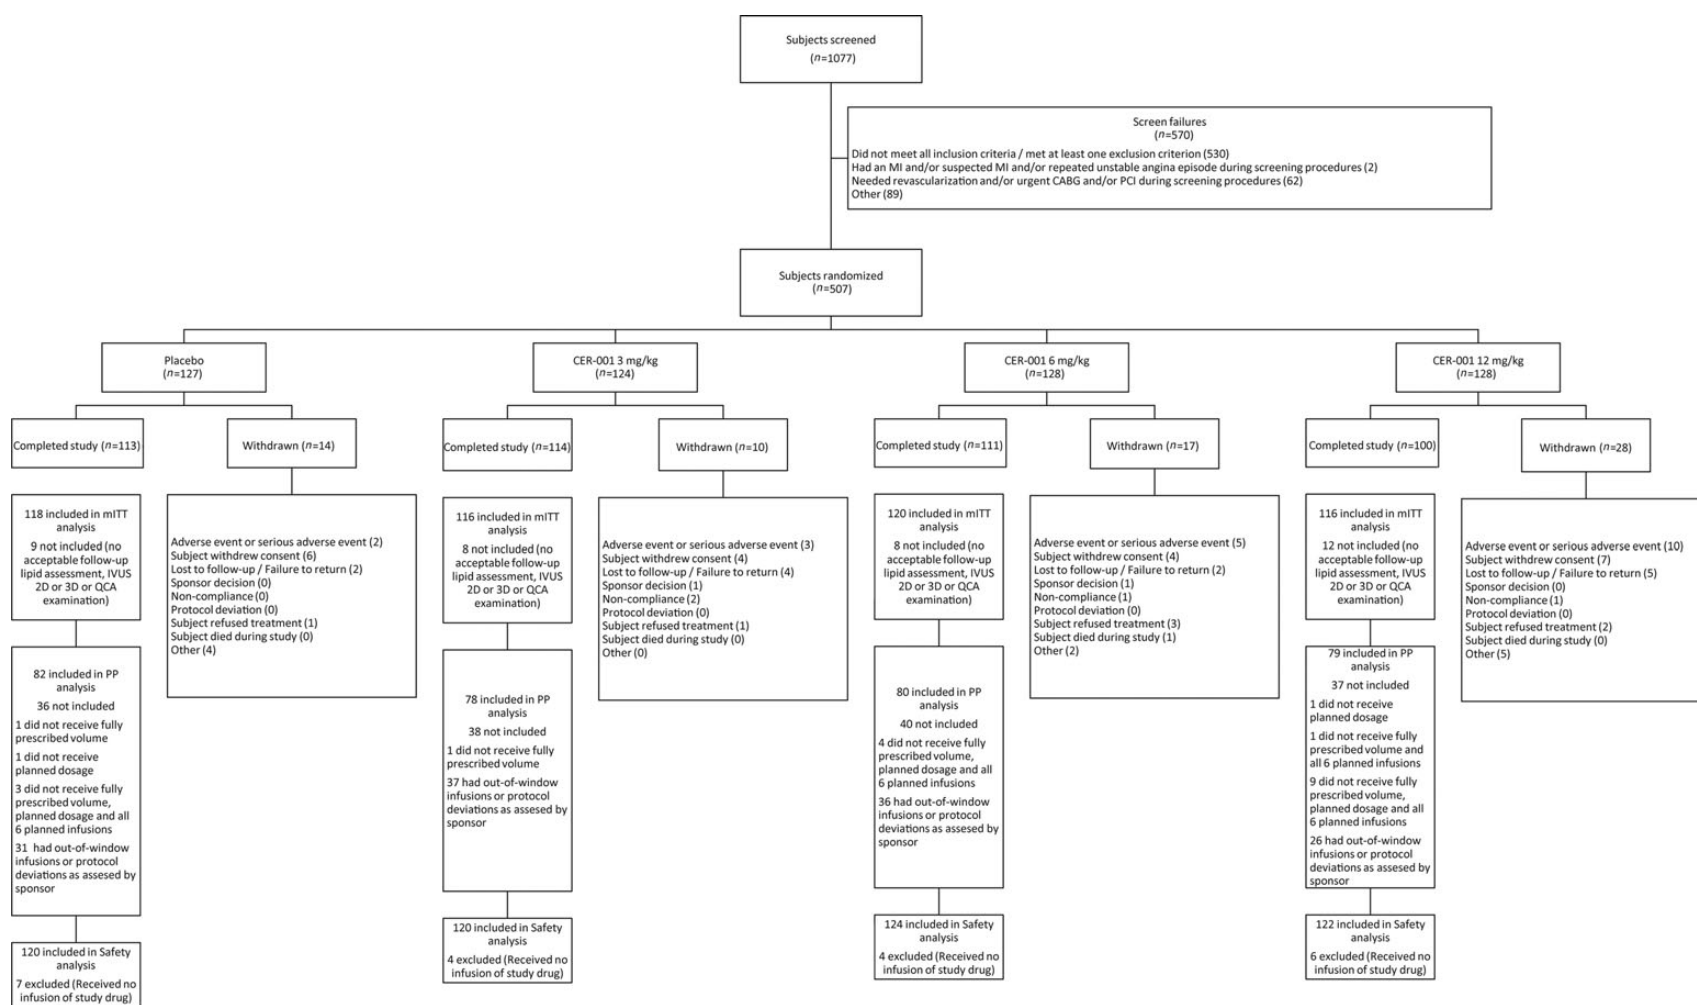 Subjects screened
(n=1077)
Screen failures
(n=570)
Did not meet all inclusion criteria / met at least one exclusion criterion (530)
Had an MI and/or suspected MI and/or repeated unstable angina episode during screening procedures (2)
Needed revascularization and/or urgent CABG and/or PCI during screening procedures (62)
Other (89)
Subjects randomized
(n=507)
Placebo
(n=127)
CER-001 3 mg/kg
(n=124)
CER-001 6 mg/kg
(n=128)
CER-001 12 mg/kg
(n=128)
Completed study (n=113)
Withdrawn (n=14)
Completed study (n=114)
Withdrawn (n=10)
Completed study (n=111)
Withdrawn (n=17)
Completed study (n=100)
Withdrawn (n=28)
118 included in mITT
analysis
9 not included (no
acceptable follow-up
lipid assessment, IVUS
2D or 3D or QCA
examination)
Adverse event or serious adverse event (2)
Subject withdrew consent (6)
Lost to follow-up / Failure to return (2)
Sponsor decision (0)
Non-compliance (0)
Protocol deviation (0)
Subject refused treatment (1)
Subject died during study (0)
Other (4)
116 included in mITT
analysis
8 not included (no
acceptable follow-up
lipid assessment, IVUS
2D or 3D or QCA
examination)
Adverse event or serious adverse event (3)
Subject withdrew consent (4)
Lost to follow-up / Failure to return (4)
Sponsor decision (1)
Non-compliance (2)
Protocol deviation (0)
Subject refused treatment (1)
Subject died during study (0)
Other (0)
120 included in mITT
analysis
8 not included (no
acceptable follow-up
lipid assessment, IVUS
2D or 3D or QCA
examination)
Adverse event or serious adverse event (5)
Subject withdrew consent (4)
Lost to follow-up / Failure to return (2)
Sponsor decision (1)
Non-compliance (1)
Protocol deviation (0)
Subject refused treatment (3)
Subject died during study (1)
Other (2)
116 included in mITT
analysis
12 not included (no
acceptable follow-up
lipid assessment, IVUS
2D or 3D or QCA
examination)
Adverse event or serious adverse event (10)
Subject withdrew consent (7)
Lost to follow-up / Failure to return (5)
Sponsor decision (0)
Non-compliance (1)
Protocol deviation (0)
Subject refused treatment (2)
Subject died during study (0)
Other (5)
82 included in PP
analysis
36 not included
1 did not receive fully
prescribed volume
1 did not receive
planned dosage
3 did not receive fully
prescribed volume,
planned dosage and all
6 planned infusions
31 had out-of-window
infusions or protocol
deviations as assesed by
sponsor
78 included in PP
analysis
38 not included
1 did not receive fully
prescribed volume
37 had out-of-window
infusions or protocol
deviations as assesed by
sponsor
80 included in PP
analysis
40 not included
4 did not receive fully
prescribed volume,
planned dosage and all
6 planned infusions
36 had out-of-window
infusions or protocol
deviations as assesed by
sponsor
79 included in PP
analysis
37 not included
1 did not receive
planned dosage
1 did not receive fully
prescribed volume and
all 6 planned infusions
9 did not receive fully
prescribed volume,
planned dosage and all
6 planned infusions
26 had out-of-window
infusions or protocol
deviations as assesed by
sponsor
120 included in Safety
analysis
7 excluded (Received no
infusion of study drug)
120 included in Safety
analysis
4 excluded (Received no
infusion of study drug)
124 included in Safety
analysis
4 excluded (Received no
infusion of study drug)
122 included in Safety
analysis
6 excluded (Received no
infusion of study drug)